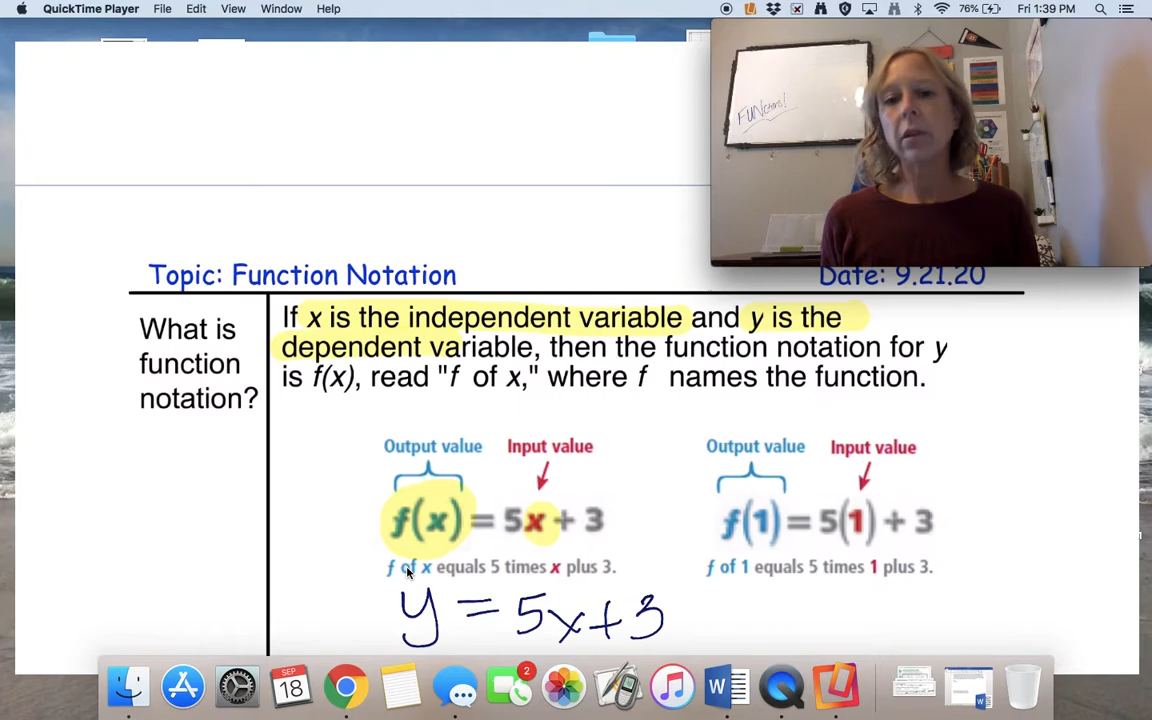 QuickTime Player File Edit View Window Help 76% Fri 1:39 PM
FUNctions!
Topic: Function Notation Date: 9.21.20
What is function notation?
If x is the independent variable and y is the
dependent variable, then the function notation for y
is f(x), read "f of x," where f names the function.
Output value Input value Output value Input value
f(x) = 5x + 3 f(1) = 5(1) + 3
f of x equals 5 times x plus 3. f of 1 equals 5 times 1 plus 3.
y = 5x+3
SEP
18
2
W